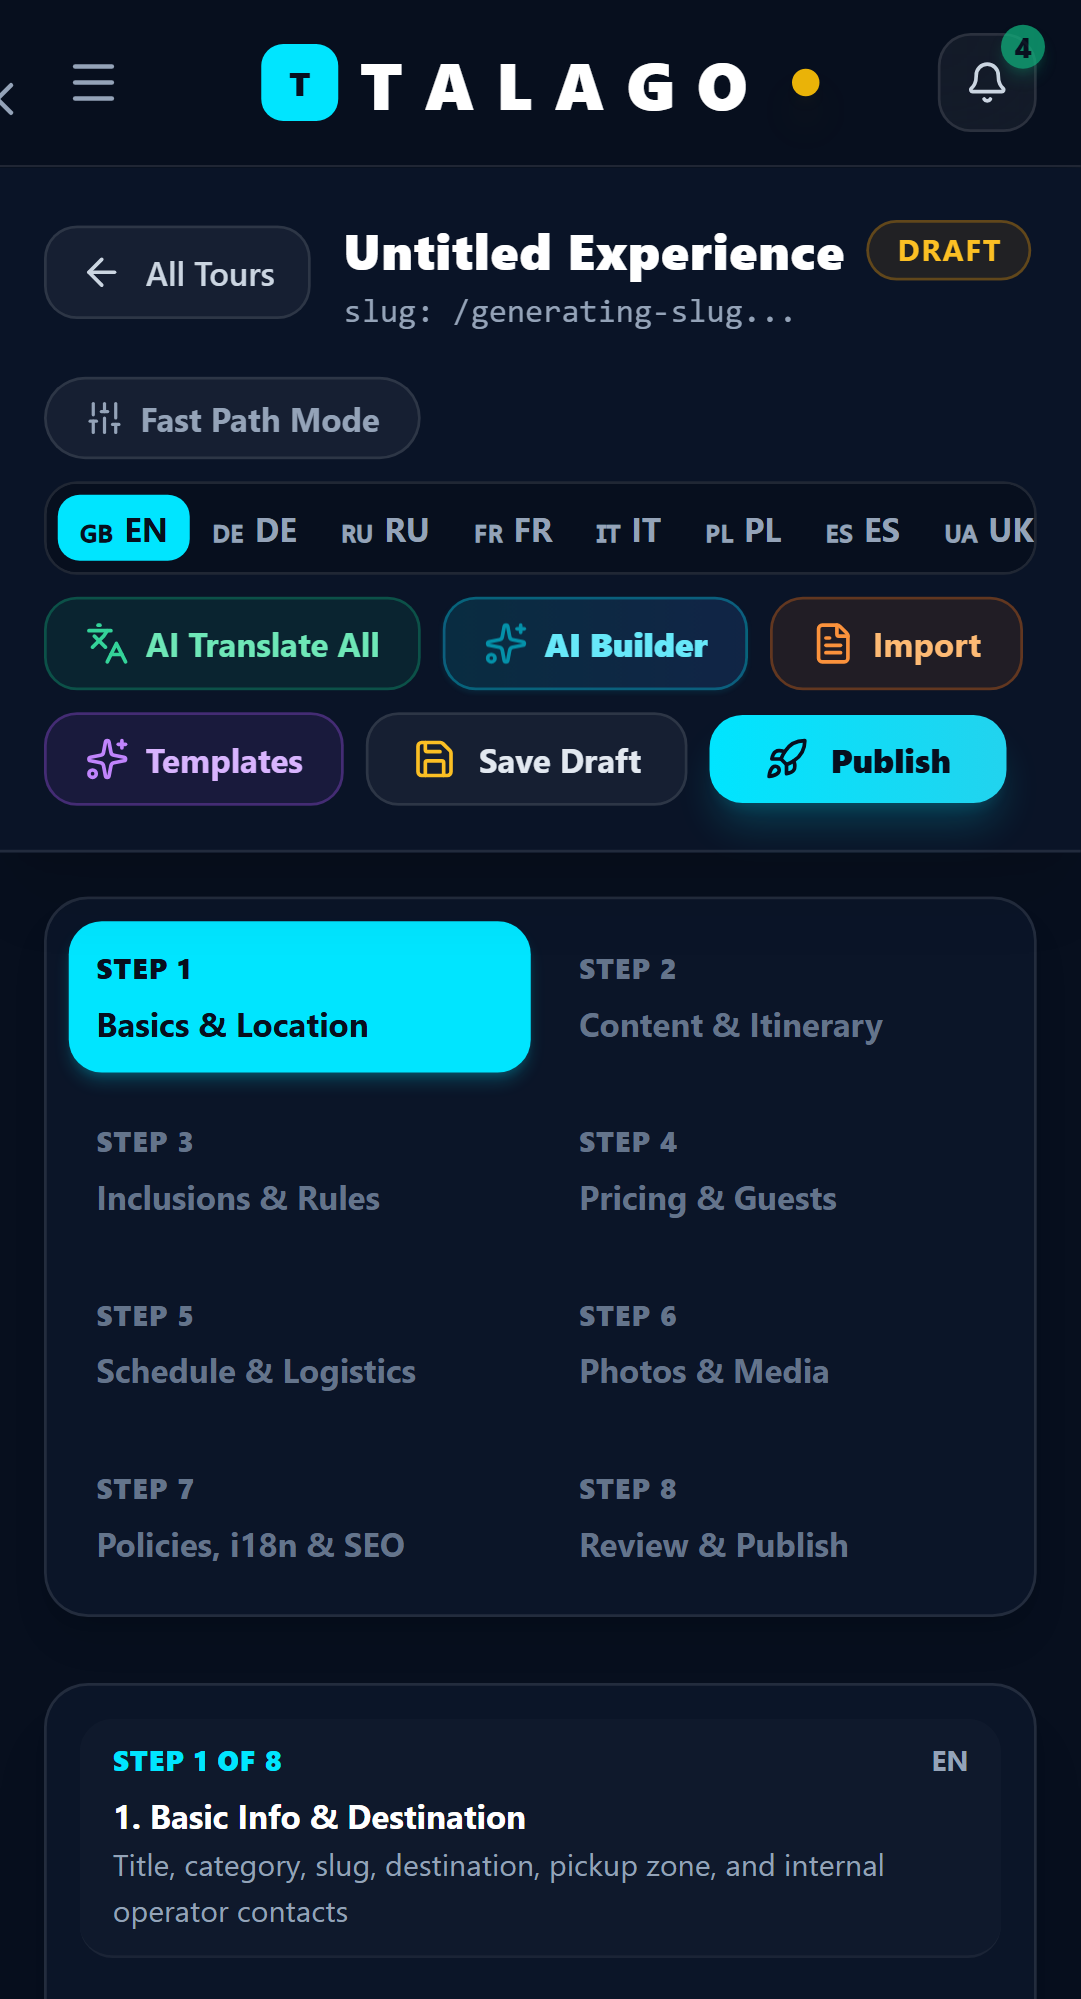 T TALAGO 4
All Tours
Untitled Experience DRAFT
slug: /generating-slug...
Fast Path Mode
GB EN DE DE RU RU FR FR IT IT PL PL ES ES UA UK
AI Translate All AI Builder Import
Templates Save Draft Publish
STEP 1
Basics & Location
STEP 2
Content & Itinerary
STEP 3
Inclusions & Rules
STEP 4
Pricing & Guests
STEP 5
Schedule & Logistics
STEP 6
Photos & Media
STEP 7
Policies, i18n & SEO
STEP 8
Review & Publish
STEP 1 OF 8 EN
1. Basic Info & Destination
Title, category, slug, destination, pickup zone, and internal
operator contacts